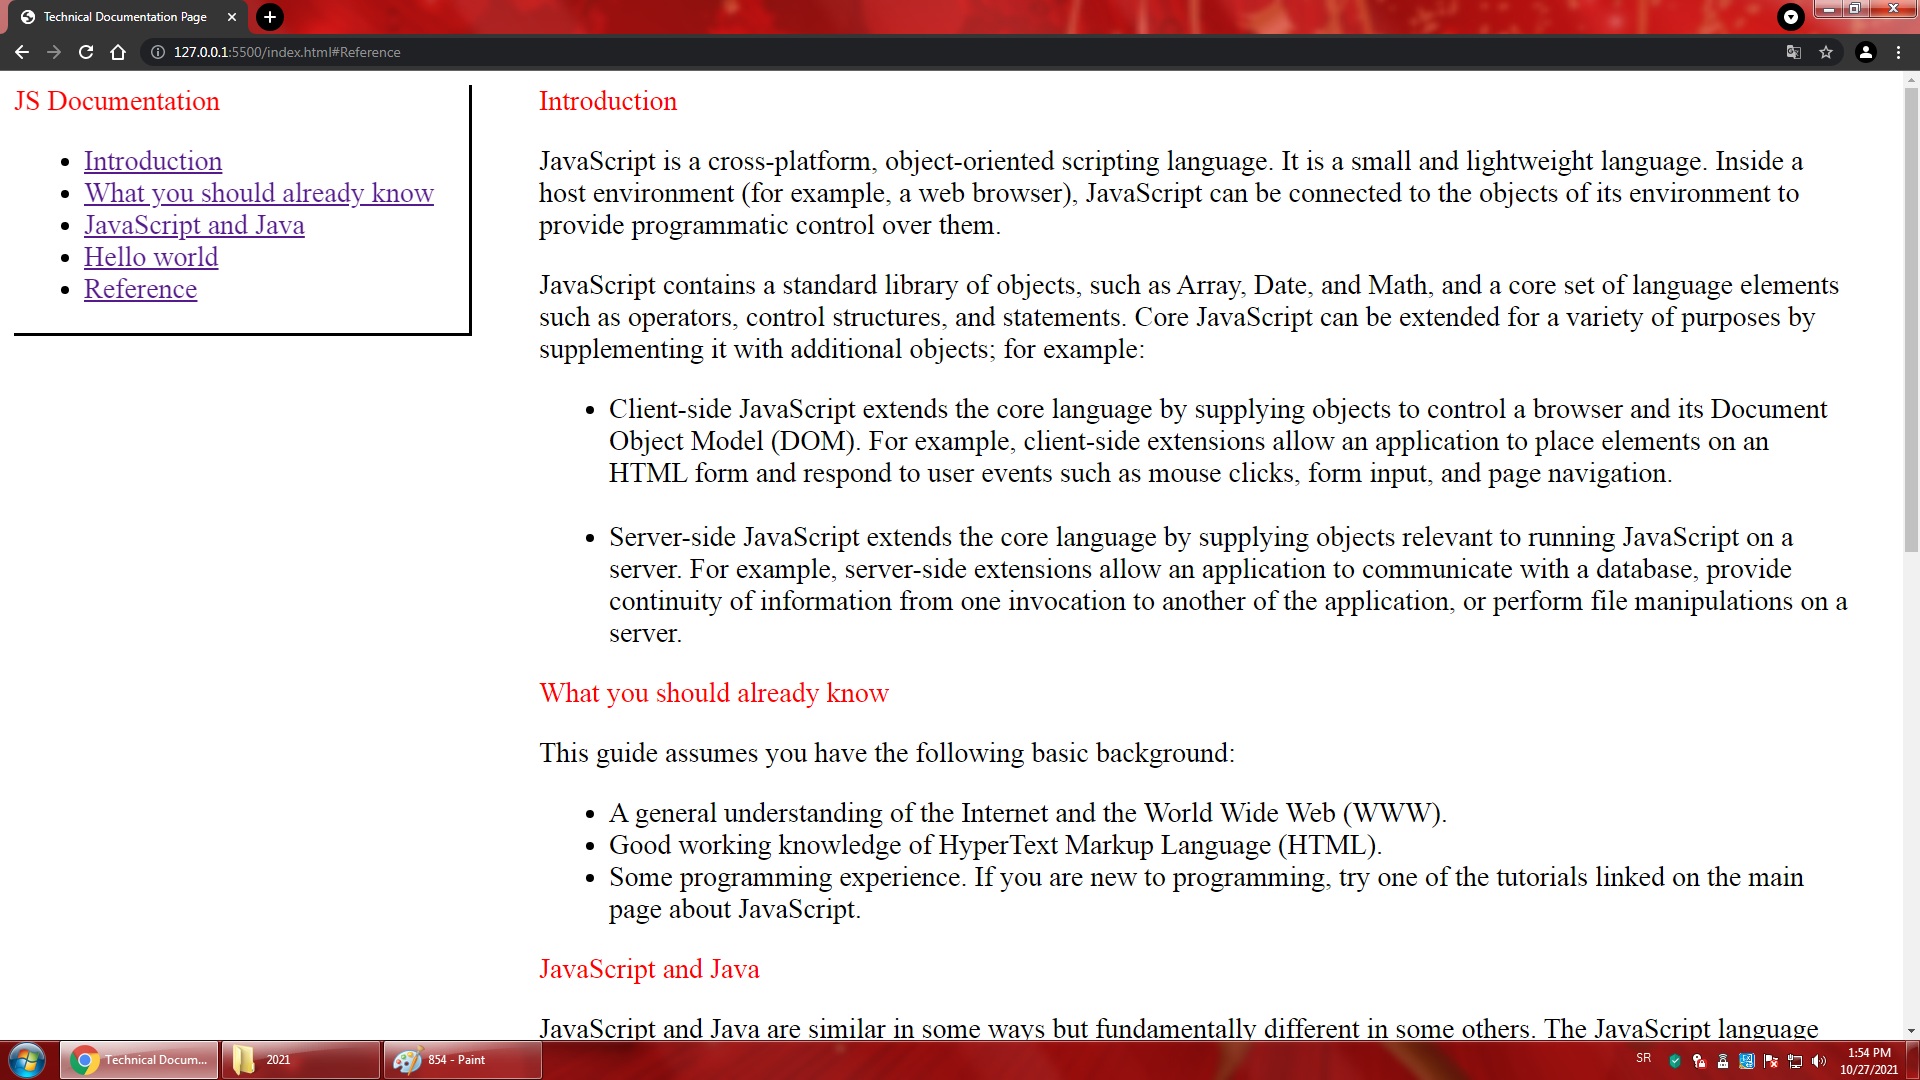 Technical Documentation Page
127.0.0.1:5500/index.html#Reference
JS Documentation
Introduction
What you should already know
JavaScript and Java
Hello world
Reference
Introduction
JavaScript is a cross-platform, object-oriented scripting language. It is a small and lightweight language. Inside a
host environment (for example, a web browser), JavaScript can be connected to the objects of its environment to
provide programmatic control over them.
JavaScript contains a standard library of objects, such as Array, Date, and Math, and a core set of language elements
such as operators, control structures, and statements. Core JavaScript can be extended for a variety of purposes by
supplementing it with additional objects; for example:
Client-side JavaScript extends the core language by supplying objects to control a browser and its Document
Object Model (DOM). For example, client-side extensions allow an application to place elements on an
HTML form and respond to user events such as mouse clicks, form input, and page navigation.
Server-side JavaScript extends the core language by supplying objects relevant to running JavaScript on a
server. For example, server-side extensions allow an application to communicate with a database, provide
continuity of information from one invocation to another of the application, or perform file manipulations on a
server.
What you should already know
This guide assumes you have the following basic background:
A general understanding of the Internet and the World Wide Web (WWW).
Good working knowledge of HyperText Markup Language (HTML).
Some programming experience. If you are new to programming, try one of the tutorials linked on the main
page about JavaScript.
JavaScript and Java
JavaScript and Java are similar in some ways but fundamentally different in some others. The JavaScript language
Technical Docum...
2021
854 - Paint
SR
1:54 PM
10/27/2021